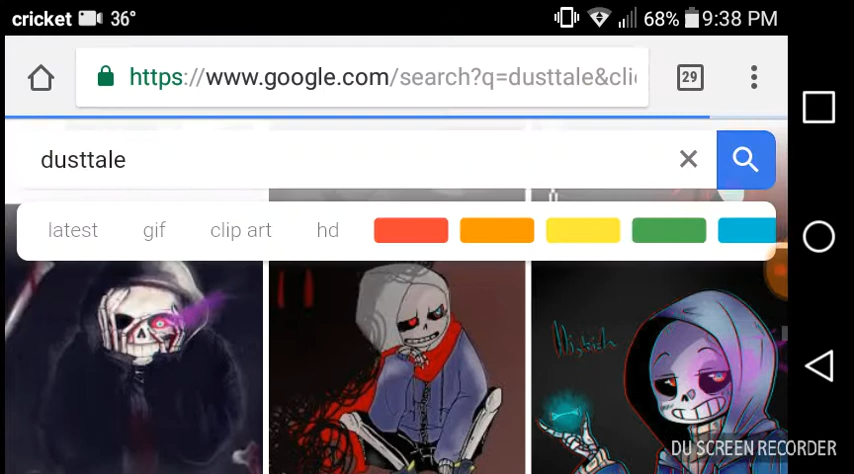 cricket 36° 68% 9:38 PM
https://www.google.com/search?q=dusttale&cli
29
dusttale
latest gif clip art hd
DU SCREEN RECORDER